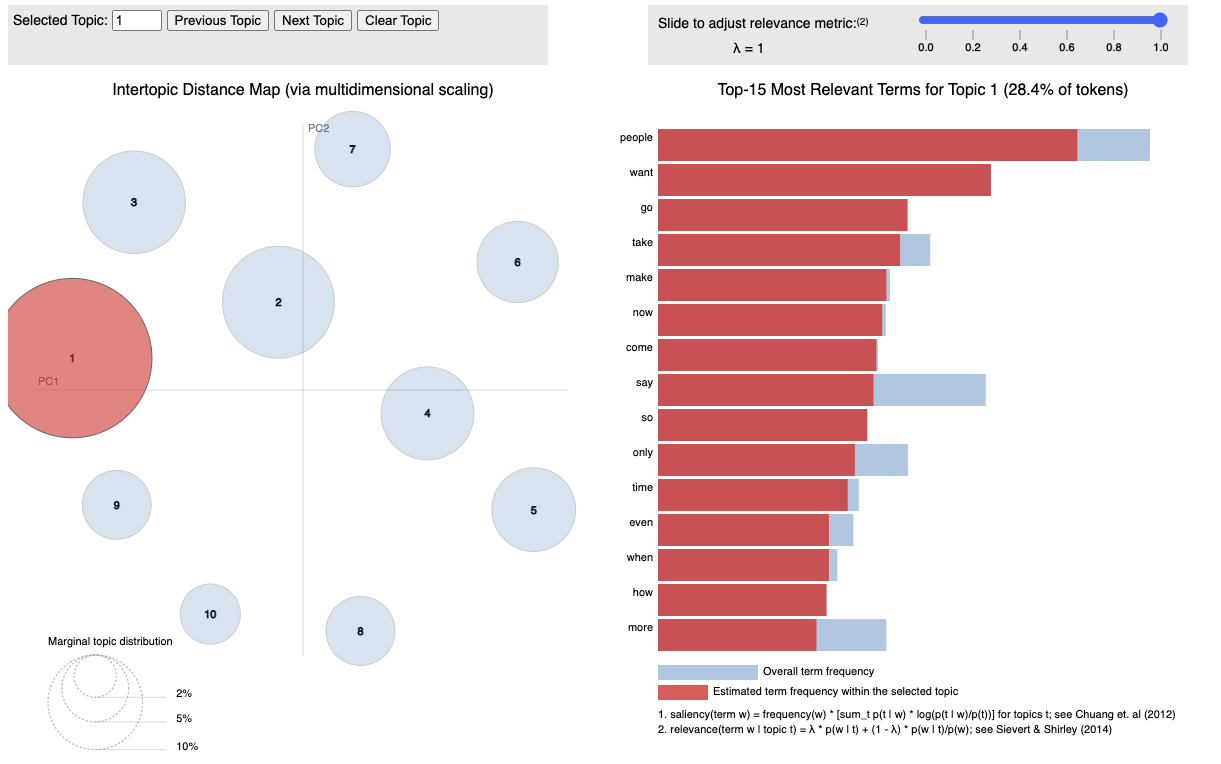 Selected Topic: 1 Previous Topic Next Topic Clear Topic
Slide to adjust relevance metric:(2)
λ = 1
0.0 0.2 0.4 0.6 0.8 1.0
Intertopic Distance Map (via multidimensional scaling)
PC2
7
3
6
2
1
PC1
4
9
5
10
8
Marginal topic distribution
2%
5%
10%
Top-15 Most Relevant Terms for Topic 1 (28.4% of tokens)
people
want
go
take
make
now
come
say
so
only
time
even
when
how
more
Overall term frequency
Estimated term frequency within the selected topic
1. saliency(term w) = frequency(w) * [sum_t p(t | w) * log(p(t | w)/p(t))] for topics t; see Chuang et. al (2012)
2. relevance(term w | topic t) = λ * p(w | t) + (1 - λ) * p(w | t)/p(w); see Sievert & Shirley (2014)